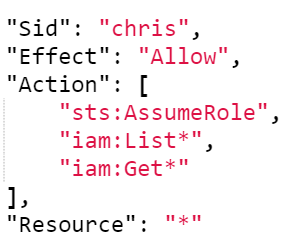 "Sid": "chris",
"Effect": "Allow",
"Action": [
"sts:AssumeRole",
"iam:List*",
"iam:Get*"
],
"Resource": "*"